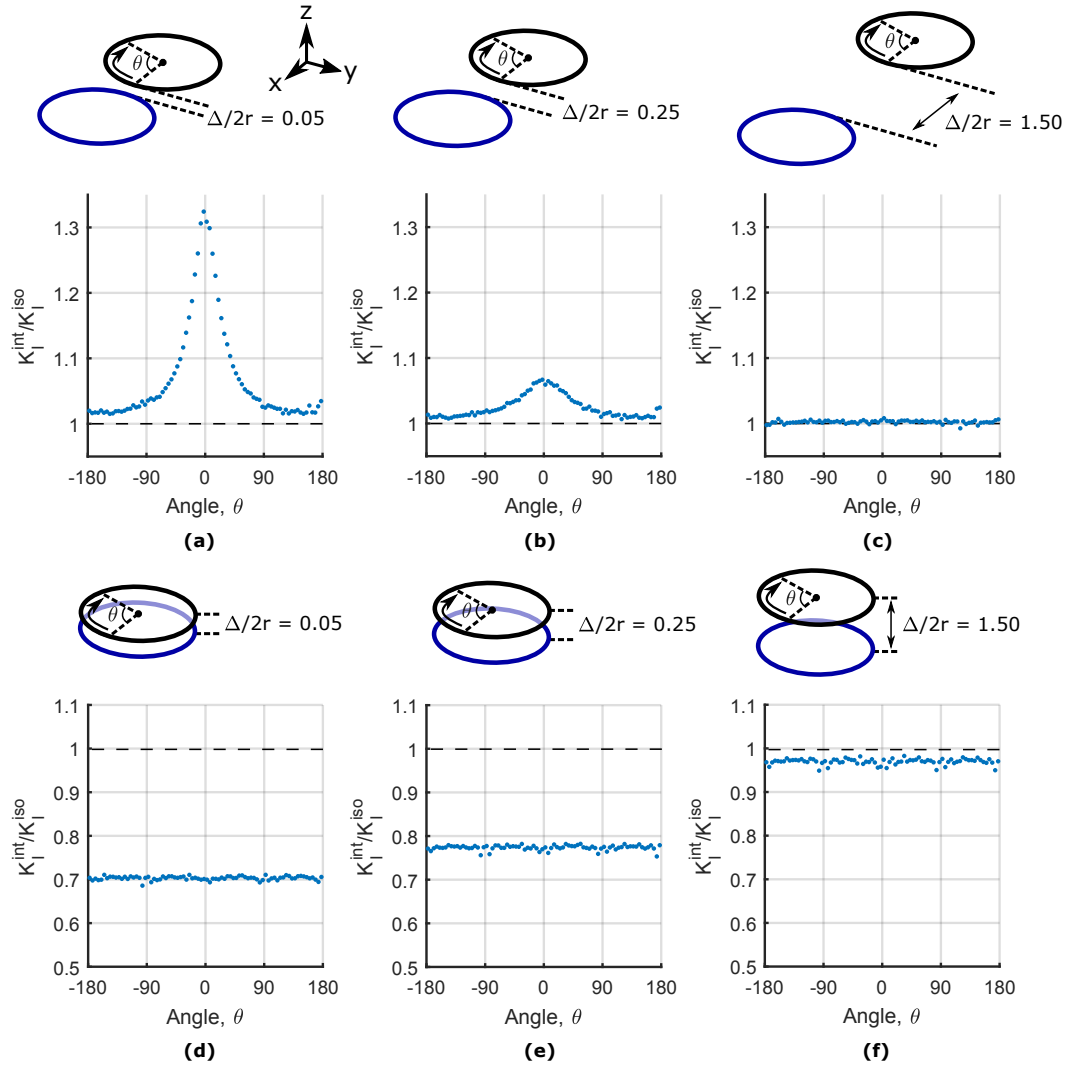 z
θ
x
y
Δ/2r = 0.05
θ
Δ/2r = 0.25
θ
Δ/2r = 1.50
K_I^int/K_I^iso
1.3
1.2
1.1
1
-180 -90 0 90 180
Angle, θ
(a)
K_I^int/K_I^iso
1.3
1.2
1.1
1
-180 -90 0 90 180
Angle, θ
(b)
K_I^int/K_I^iso
1.3
1.2
1.1
1
-180 -90 0 90 180
Angle, θ
(c)
θ
Δ/2r = 0.05
θ
Δ/2r = 0.25
θ
Δ/2r = 1.50
K_I^int/K_I^iso
1.1
1
0.9
0.8
0.7
0.6
0.5
-180 -90 0 90 180
Angle, θ
(d)
K_I^int/K_I^iso
1.1
1
0.9
0.8
0.7
0.6
0.5
-180 -90 0 90 180
Angle, θ
(e)
K_I^int/K_I^iso
1.1
1
0.9
0.8
0.7
0.6
0.5
-180 -90 0 90 180
Angle, θ
(f)